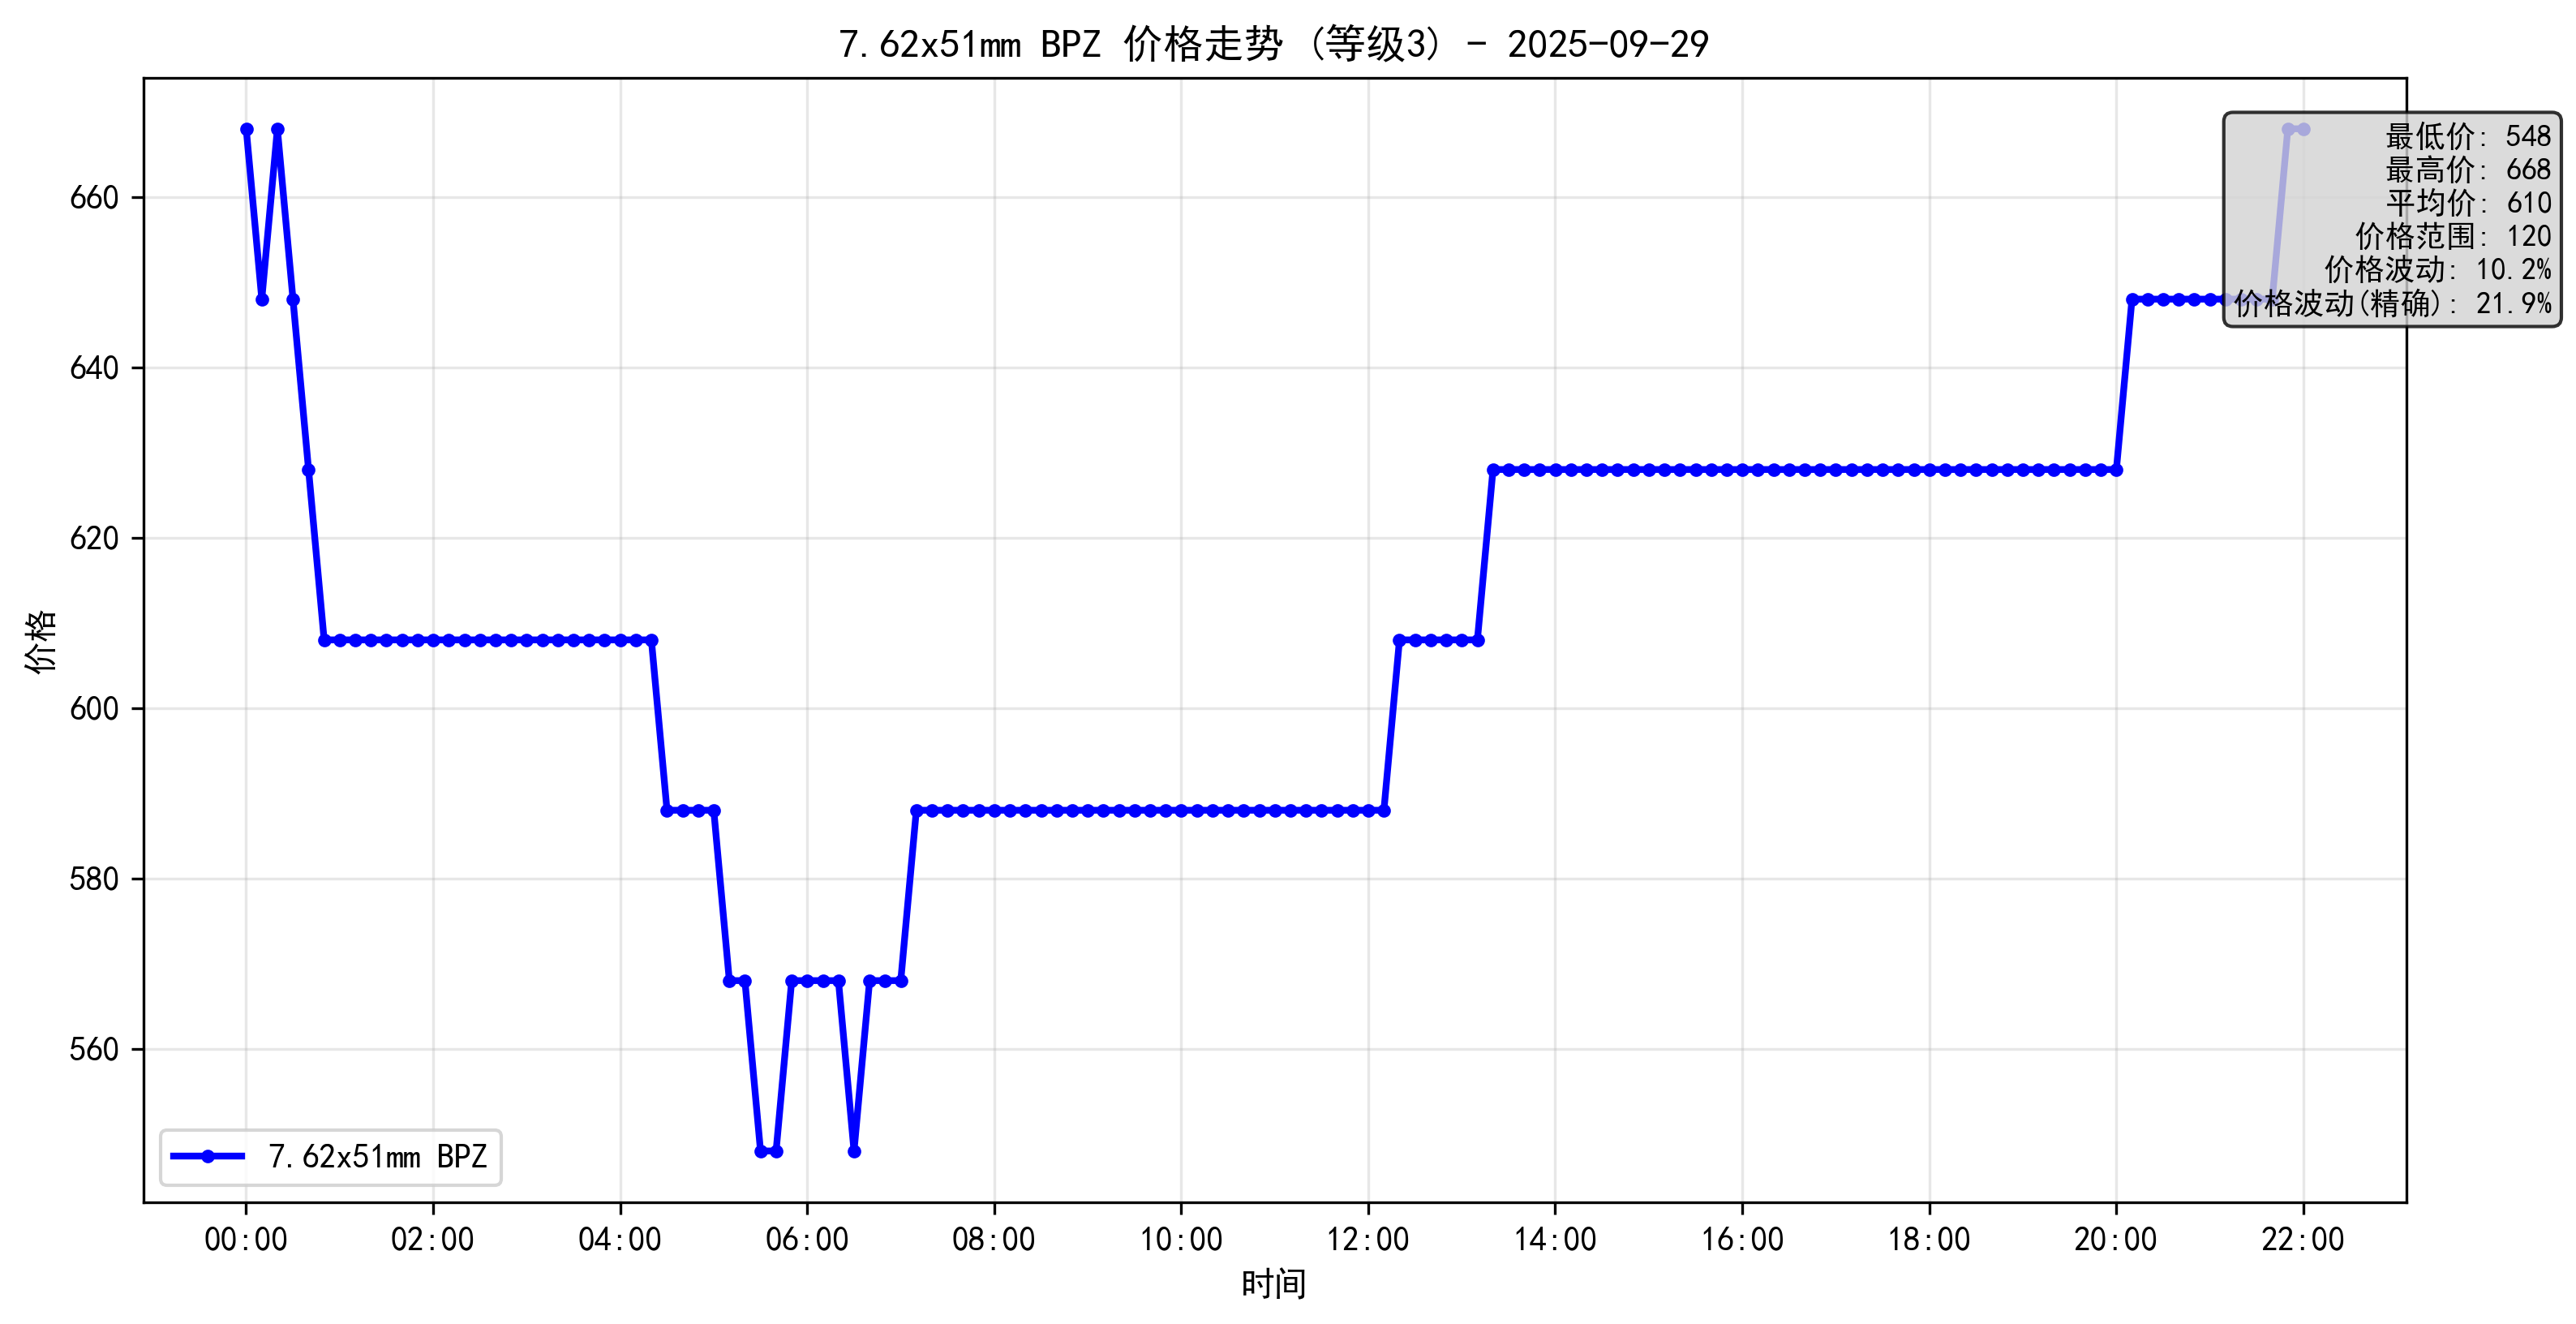 7.62x51mm BPZ 价格走势 (等级3) - 2025-09-29
最低价: 548
最高价: 668
平均价: 610
价格范围: 120
价格波动: 10.2%
价格波动(精确): 21.9%
660
640
620
600
580
560
价格
7.62x51mm BPZ
00:00 02:00 04:00 06:00 08:00 10:00 12:00 14:00 16:00 18:00 20:00 22:00
时间